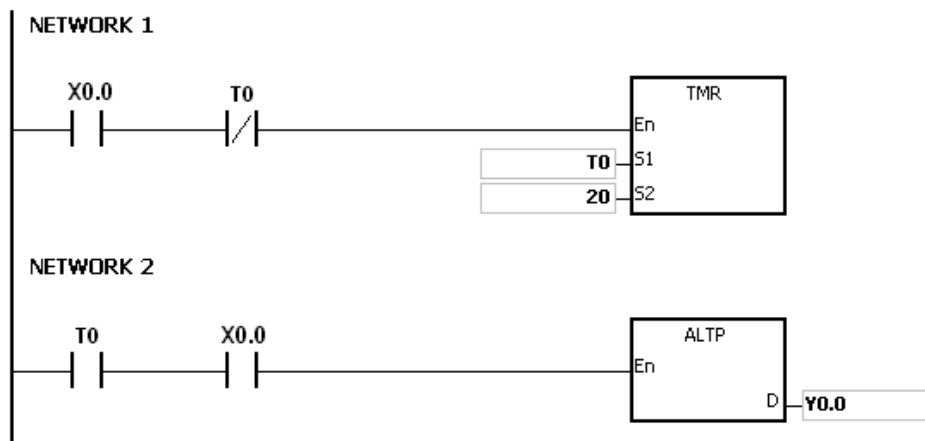 NETWORK 1
X0.0 T0 TMR
En
T0 S1
20 S2
NETWORK 2
T0 X0.0 ALTP
En
D Y0.0